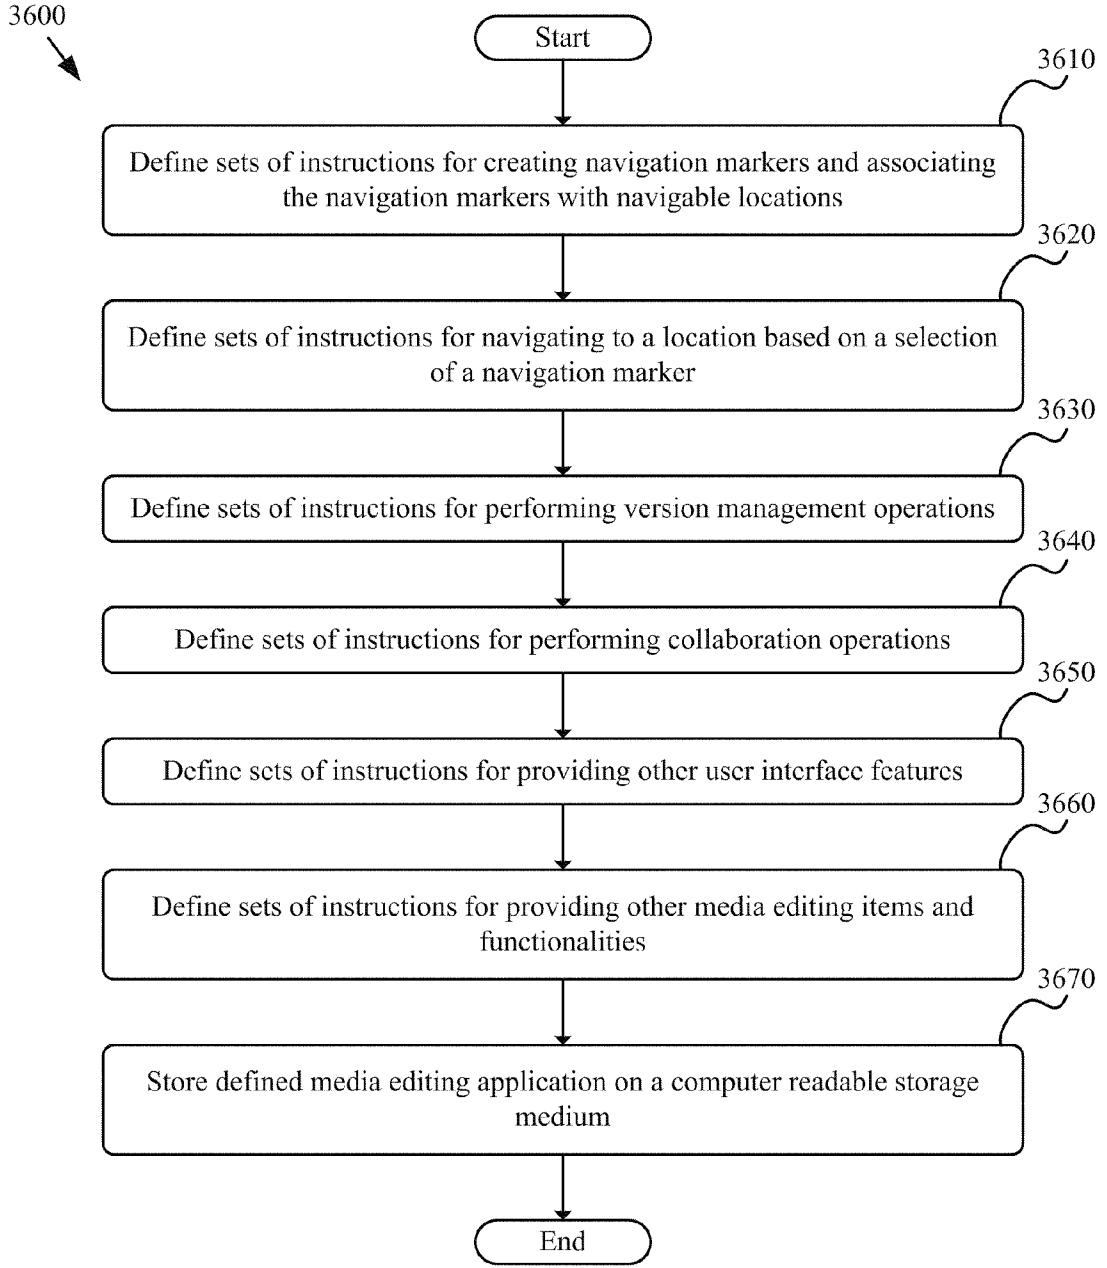 3600
Start
3610
Define sets of instructions for creating navigation markers and associating
the navigation markers with navigable locations
3620
Define sets of instructions for navigating to a location based on a selection
of a navigation marker
3630
Define sets of instructions for performing version management operations
3640
Define sets of instructions for performing collaboration operations
3650
Define sets of instructions for providing other user interface features
3660
Define sets of instructions for providing other media editing items and
functionalities
3670
Store defined media editing application on a computer readable storage
medium
End